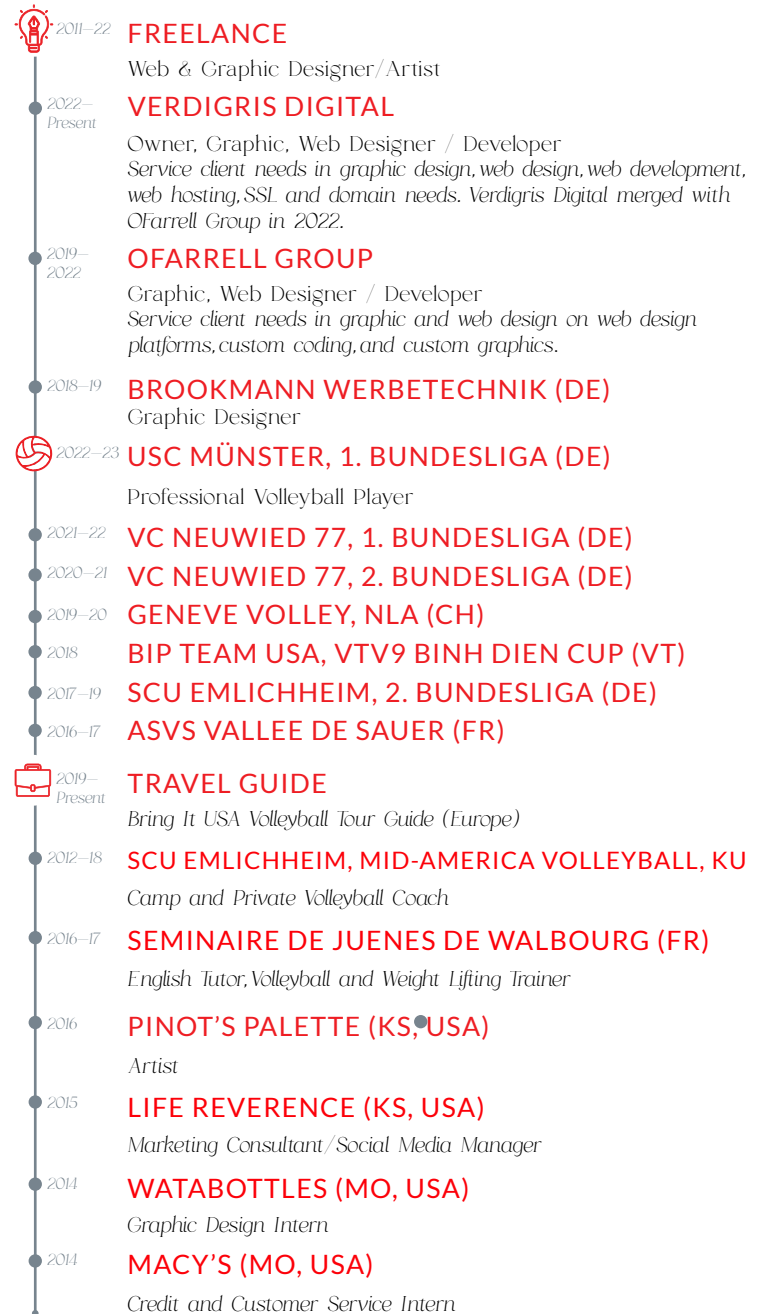 2011–22 FREELANCE
Web & Graphic Designer/Artist
2022–
Present
VERDIGRIS DIGITAL
Owner, Graphic, Web Designer / Developer
Service client needs in graphic design, web design, web development,
web hosting, SSL and domain needs. Verdigris Digital merged with
OFarrell Group in 2022.
2019–
2022
OFARRELL GROUP
Graphic, Web Designer / Developer
Service client needs in graphic and web design on web design
platforms, custom coding, and custom graphics.
2018–19 BROOKMANN WERBETECHNIK (DE)
Graphic Designer
2022–23 USC MÜNSTER, 1. BUNDESLIGA (DE)
Professional Volleyball Player
2021–22 VC NEUWIED 77, 1. BUNDESLIGA (DE)
2020–21 VC NEUWIED 77, 2. BUNDESLIGA (DE)
2019–20 GENEVE VOLLEY, NLA (CH)
2018 BIP TEAM USA, VTV9 BINH DIEN CUP (VT)
2017–19 SCU EMLICHHEIM, 2. BUNDESLIGA (DE)
2016–17 ASVS VALLEE DE SAUER (FR)
2019–
Present
TRAVEL GUIDE
Bring It USA Volleyball Tour Guide (Europe)
2012–18 SCU EMLICHHEIM, MID-AMERICA VOLLEYBALL, KU
Camp and Private Volleyball Coach
2016–17 SEMINAIRE DE JUENES DE WALBOURG (FR)
English Tutor, Volleyball and Weight Lifting Trainer
2016 PINOT’S PALETTE (KS, USA)
Artist
2015 LIFE REVERENCE (KS, USA)
Marketing Consultant/Social Media Manager
2014 WATABOTTLES (MO, USA)
Graphic Design Intern
2014 MACY’S (MO, USA)
Credit and Customer Service Intern